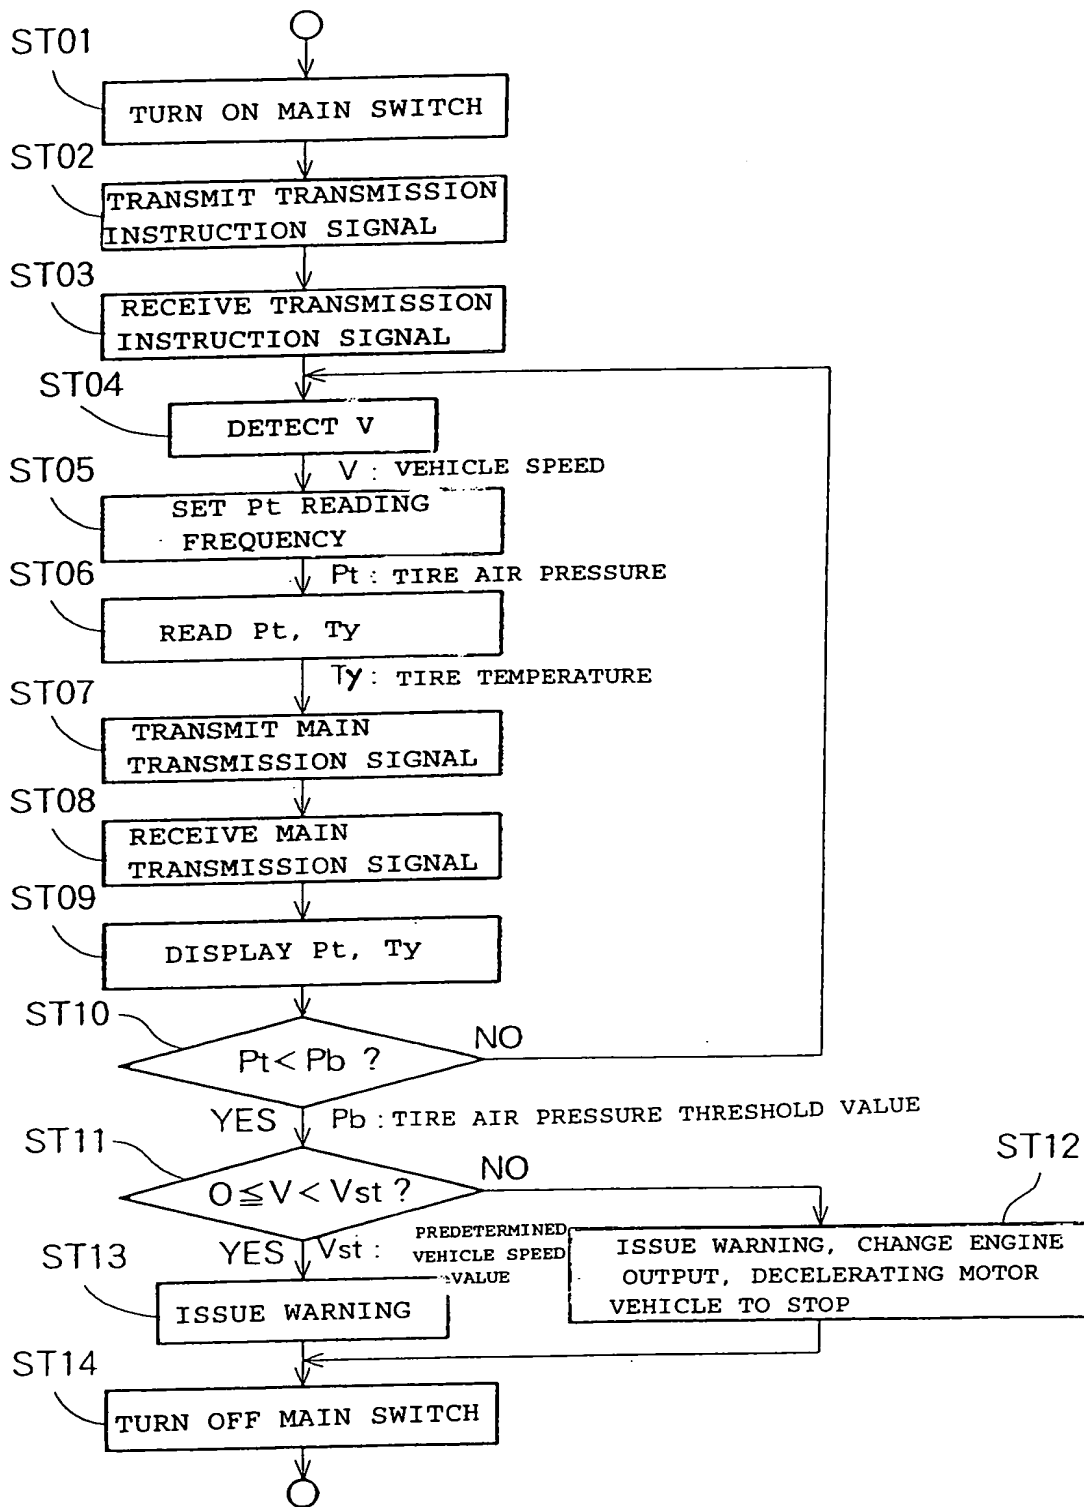 ST01
TURN ON MAIN SWITCH
ST02
TRANSMIT TRANSMISSION
INSTRUCTION SIGNAL
ST03
RECEIVE TRANSMISSION
INSTRUCTION SIGNAL
ST04
DETECT V
V : VEHICLE SPEED
ST05
SET Pt READING
FREQUENCY
Pt : TIRE AIR PRESSURE
ST06
READ Pt, Ty
Ty : TIRE TEMPERATURE
ST07
TRANSMIT MAIN
TRANSMISSION SIGNAL
ST08
RECEIVE MAIN
TRANSMISSION SIGNAL
ST09
DISPLAY Pt, Ty
ST10
Pt < Pb ?
NO
YES
Pb : TIRE AIR PRESSURE THRESHOLD VALUE
ST11
O ≦ V < Vst ?
NO
ST12
ISSUE WARNING, CHANGE ENGINE
OUTPUT, DECELERATING MOTOR
VEHICLE TO STOP
YES
Vst : PREDETERMINED
VEHICLE SPEED
VALUE
ST13
ISSUE WARNING
ST14
TURN OFF MAIN SWITCH